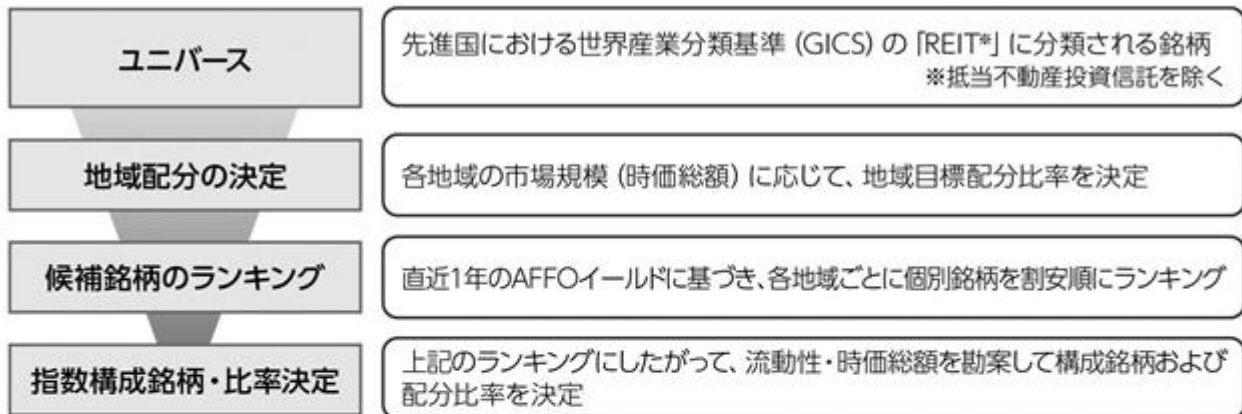 ユニバース
先進国における世界産業分類基準 (GICS) の「REIT*」に分類される銘柄
※抵当不動産投資信託を除く
地域配分の決定
各地域の市場規模（時価総額）に応じて、地域目標配分比率を決定
候補銘柄のランキング
直近1年のAFFOイールドに基づき、各地域ごとに個別銘柄を割安順にランキング
指数構成銘柄・比率決定
上記のランキングにしたがって、流動性・時価総額を勘案して構成銘柄および
配分比率を決定